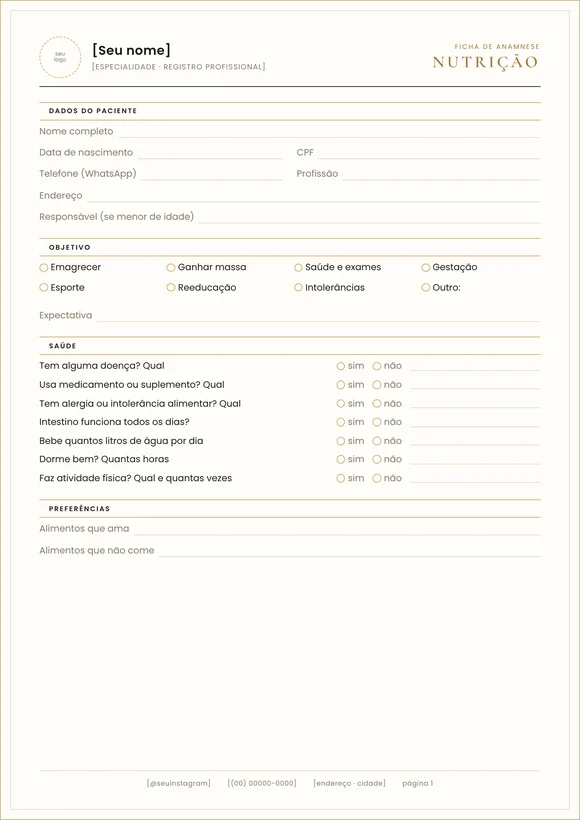 seu
logo
[Seu nome]
[ESPECIALIDADE · REGISTRO PROFISSIONAL]
FICHA DE ANAMNESE
NUTRIÇÃO
DADOS DO PACIENTE
Nome completo
Data de nascimento CPF
Telefone (WhatsApp) Profissão
Endereço
Responsável (se menor de idade)
OBJETIVO
Emagrecer Ganhar massa Saúde e exames Gestação
Esporte Reeducação Intolerâncias Outro:
Expectativa
SAÚDE
Tem alguma doença? Qual sim não
Usa medicamento ou suplemento? Qual sim não
Tem alergia ou intolerância alimentar? Qual sim não
Intestino funciona todos os dias? sim não
Bebe quantos litros de água por dia sim não
Dorme bem? Quantas horas sim não
Faz atividade física? Qual e quantas vezes sim não
PREFERÊNCIAS
Alimentos que ama
Alimentos que não come
[@seuinstagram] [(00) 00000-0000] [endereço · cidade] página 1